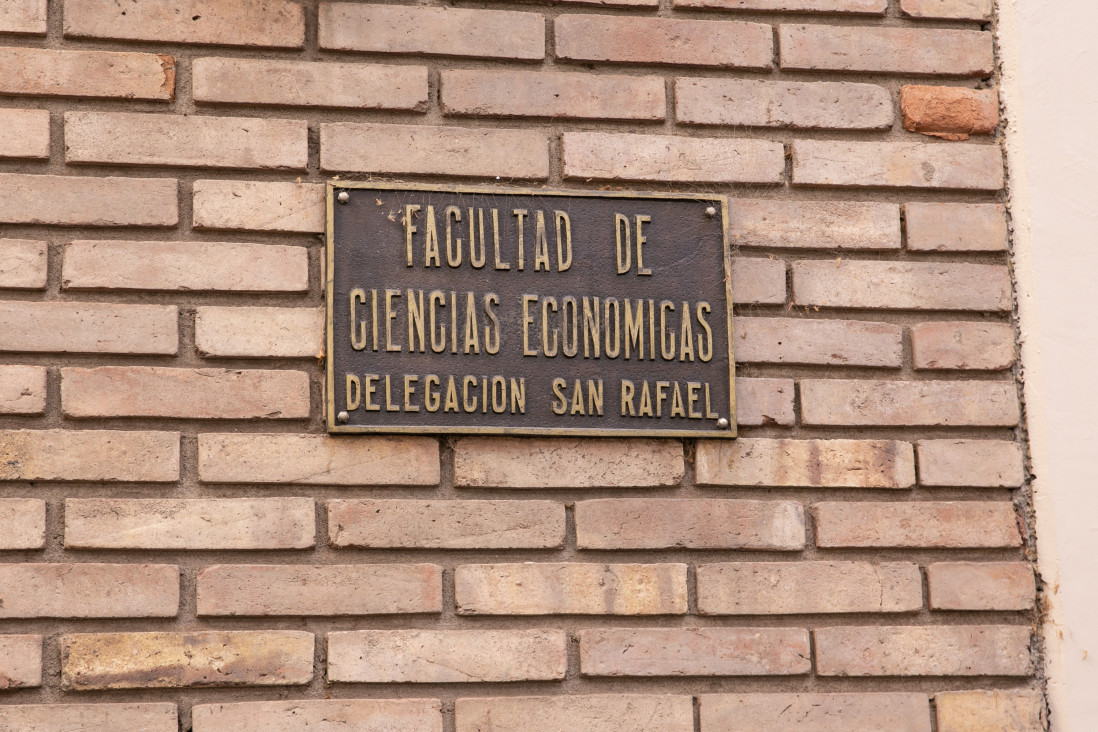 FACULTAD DE
CIENCIAS ECONOMICAS
DELEGACION SAN RAFAEL